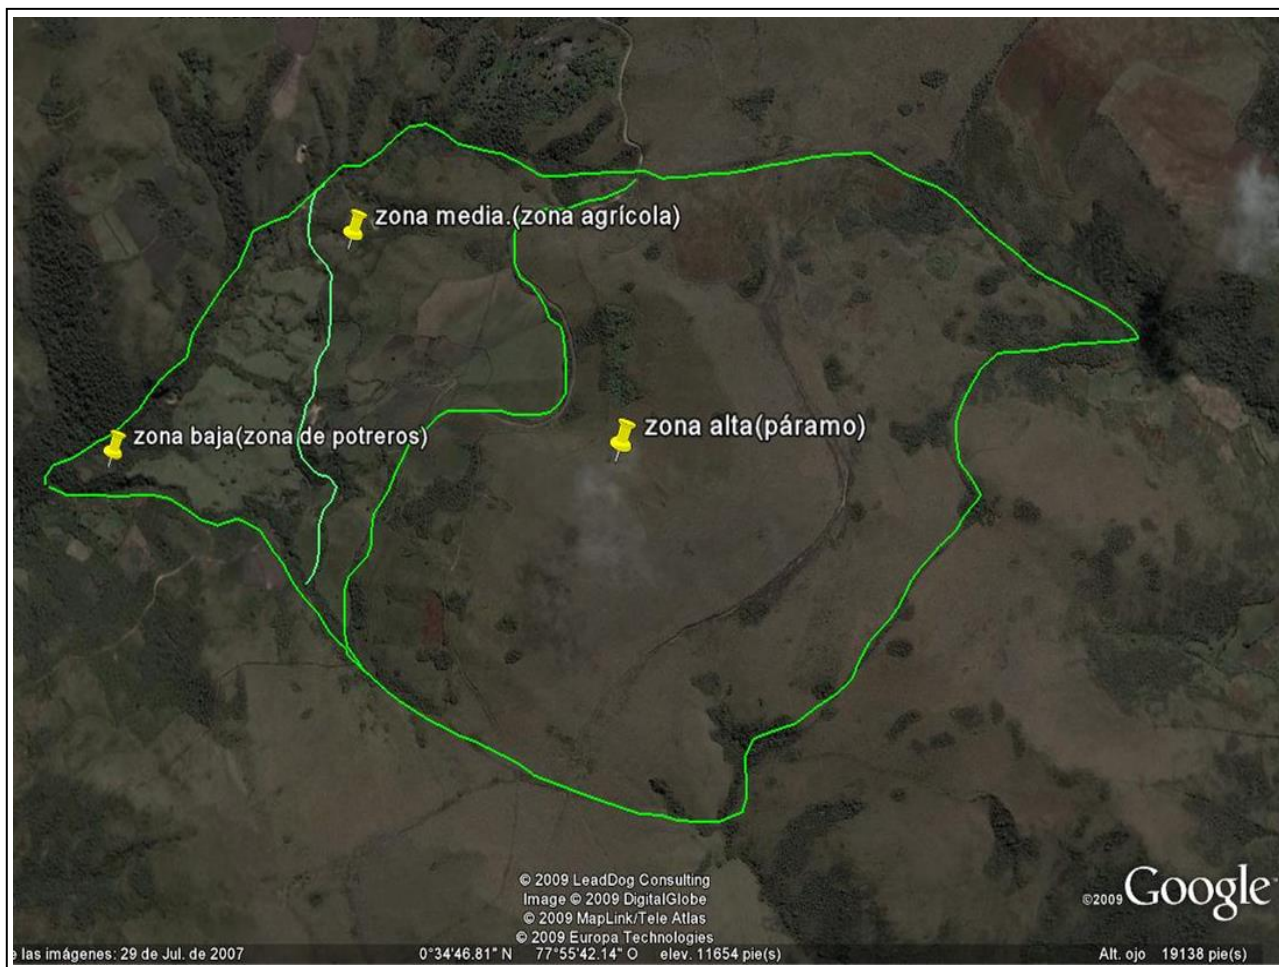 zona media.(zona agrícola)
zona alta(páramo)
zona baja(zona de potreros)
© 2009 LeadDog Consulting
Image © 2009 DigitalGlobe
© 2009 MapLink/Tele Atlas
© 2009 Europa Technologies
©2009 Google™
e las imágenes: 29 de Jul. de 2007 0°34'46.81" N 77°55'42.14" O elev. 11654 pie(s) Alt. ojo 19138 pie(s)